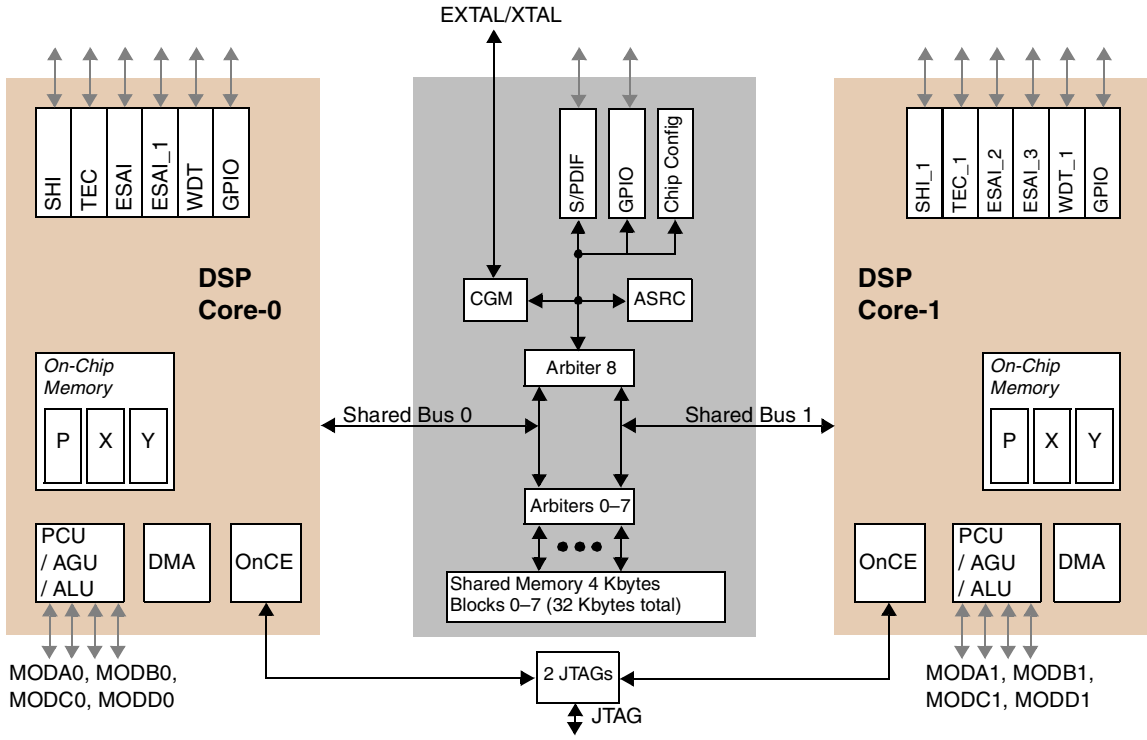 EXTAL/XTAL
SHI
TEC
ESAI
ESAI_1
WDT
GPIO
S/PDIF
GPIO
Chip Config
SHI_1
TEC_1
ESAI_2
ESAI_3
WDT_1
GPIO
DSP
Core-0
CGM
ASRC
DSP
Core-1
Arbiter 8
On-Chip
Memory
P
X
Y
Shared Bus 0
Shared Bus 1
On-Chip
Memory
P
X
Y
Arbiters 0–7
PCU
/ AGU
/ ALU
DMA
OnCE
Shared Memory 4 Kbytes
Blocks 0–7 (32 Kbytes total)
OnCE
PCU
/ AGU
/ ALU
DMA
MODA0, MODB0,
MODC0, MODD0
2 JTAGs
JTAG
MODA1, MODB1,
MODC1, MODD1